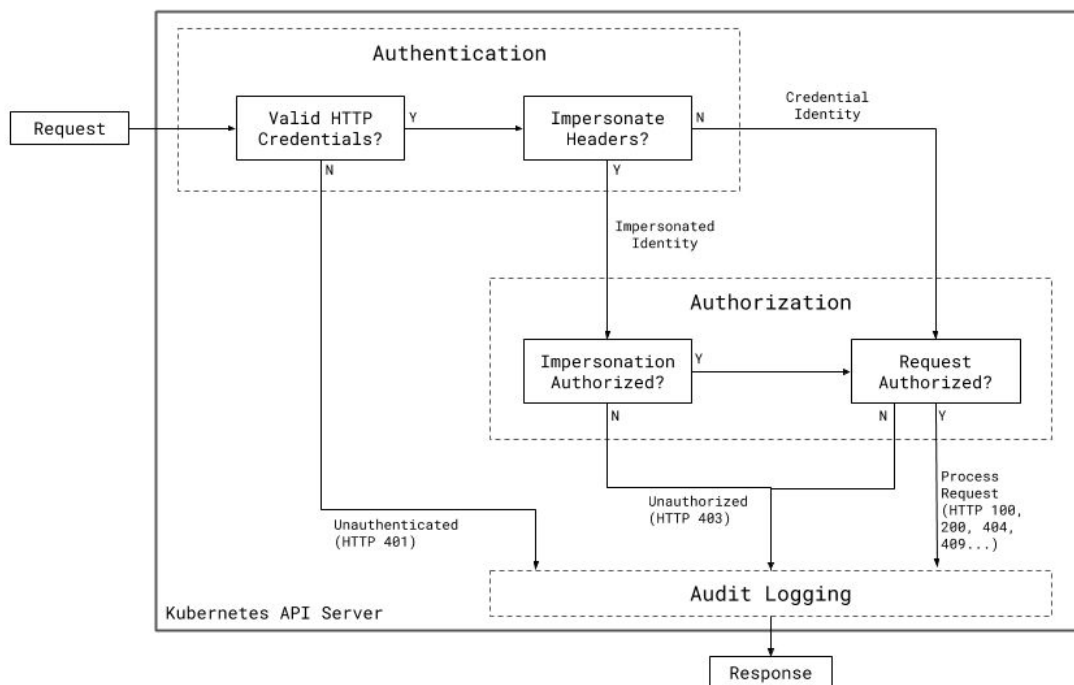 Authentication
Request
Valid HTTP
Credentials?
Y
N
Impersonate
Headers?
N
Y
Credential
Identity
Impersonated
Identity
Authorization
Impersonation
Authorized?
Y
N
Request
Authorized?
N
Y
Unauthenticated
(HTTP 401)
Unauthorized
(HTTP 403)
Process
Request
(HTTP 100,
200, 404,
409...)
Audit Logging
Kubernetes API Server
Response